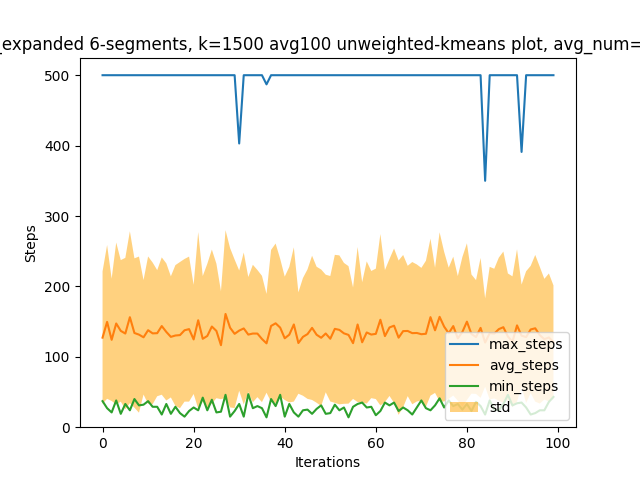 _expanded 6-segments, k=1500 avg100 unweighted-kmeans plot, avg_num=
500
400
300
200
100
0
Steps
0
20
40
60
80
100
Iterations
max_steps
avg_steps
min_steps
std